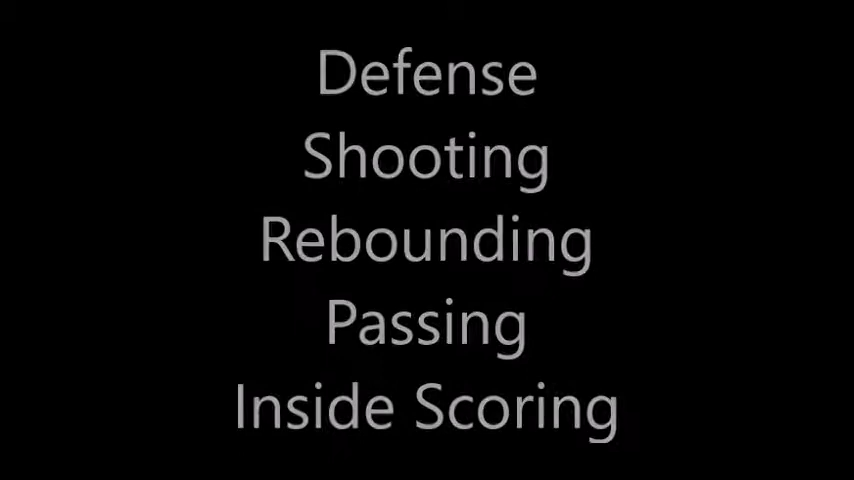 Defense
Shooting
Rebounding
Passing
Inside Scoring